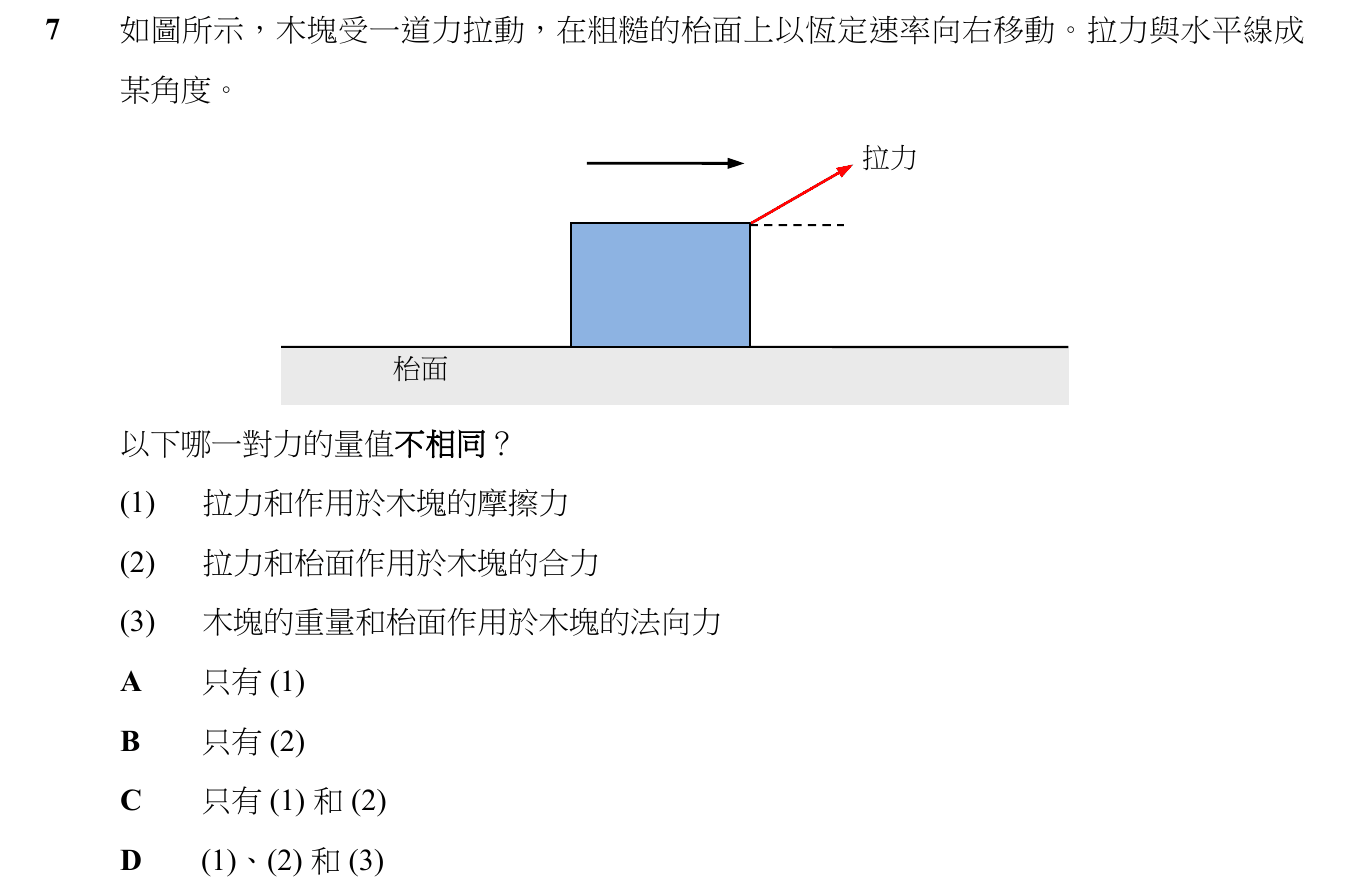 7 如圖所示，木塊受一道力拉動，在粗糙的枱面上以恆定速率向右移動。拉力與水平線成
某角度。
拉力
枱面
以下哪一對力的量值不相同？
(1) 拉力和作用於木塊的摩擦力
(2) 拉力和枱面作用於木塊的合力
(3) 木塊的重量和枱面作用於木塊的法向力
A 只有 (1)
B 只有 (2)
C 只有 (1) 和 (2)
D (1)、(2) 和 (3)